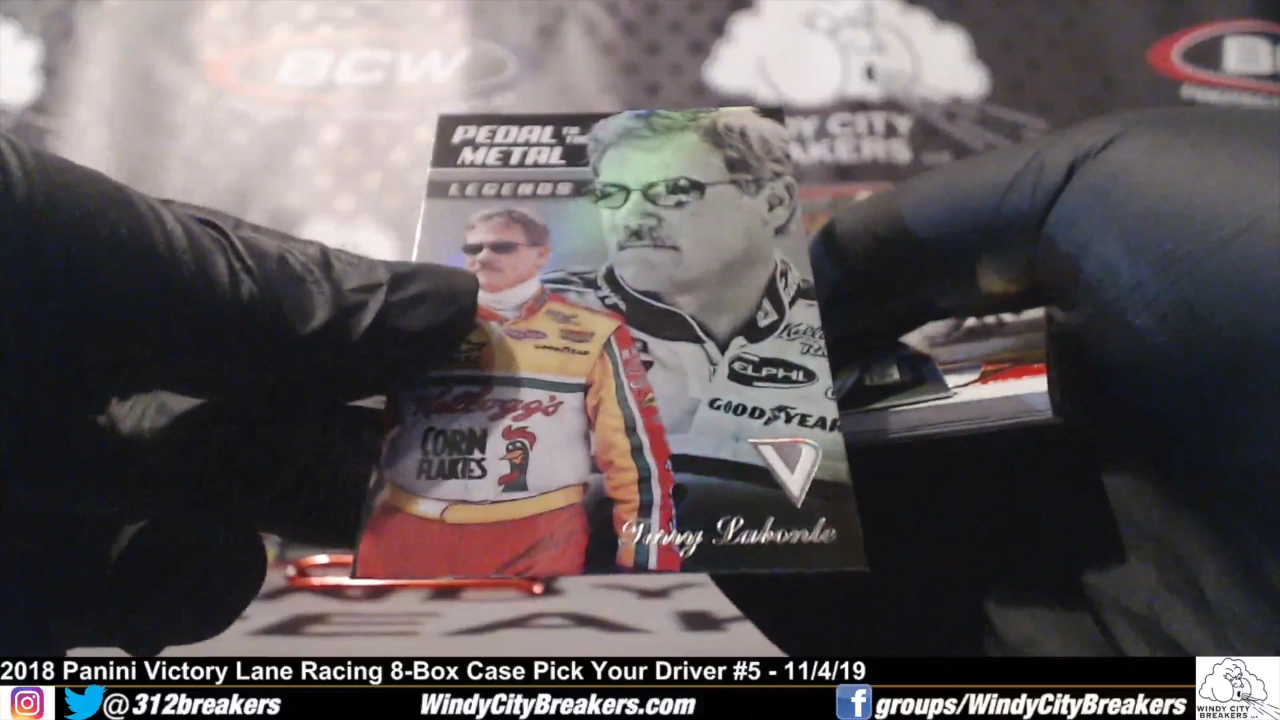 BCW
WINDY CITY
BREAKERS
PEDAL TO THE
METAL
LEGENDS
Kellogg's
CORN
FLAKES
GOODYEAR
DELPHI
GOODYEAR
Terry Labonte
2018 Panini Victory Lane Racing 8-Box Case Pick Your Driver #5 - 11/4/19
@312breakers
WindyCityBreakers.com
groups/WindyCityBreakers
WINDY CITY
BREAKERS LLC